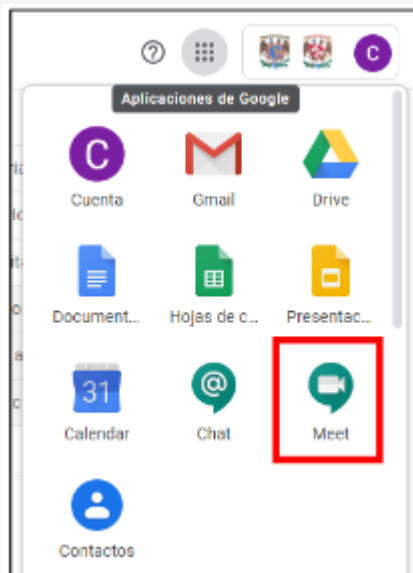 C
Aplicaciones de Google
C
Cuenta Gmail Drive
Document... Hojas de c... Presentac...
31
Calendar Chat Meet
Contactos